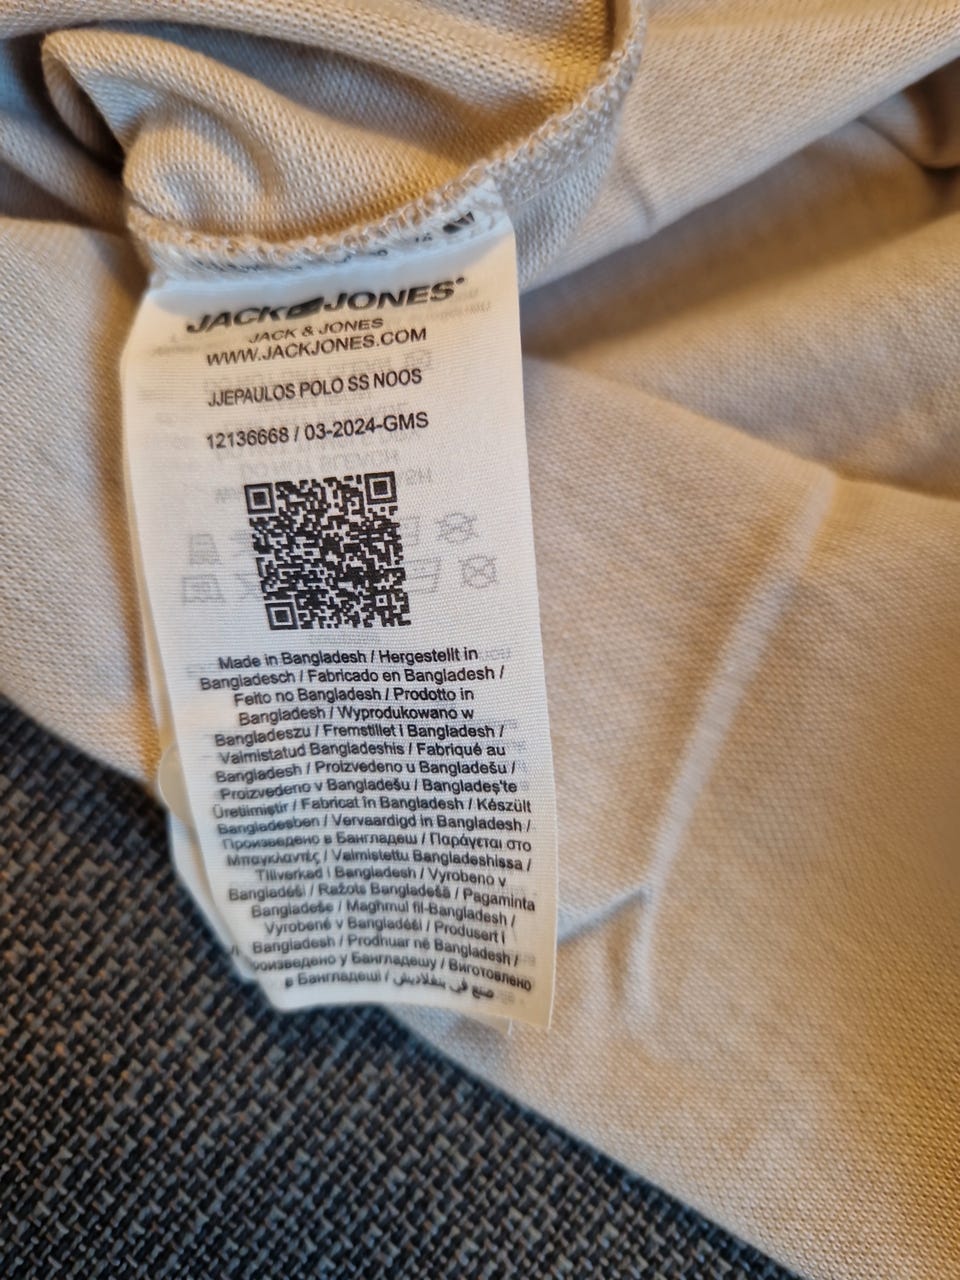 JACK JONES®
JACK & JONES
WWW.JACKJONES.COM
JJEPAULOS POLO SS NOOS
12136668 / 03-2024-GMS
Made in Bangladesh / Hergestellt in
Bangladesch / Fabricado en Bangladesh /
Feito no Bangladesh / Prodotto in
Bangladesh / Wyprodukowano w
Bangladeszu / Fremstillet i Bangladesh /
Valmistatud Bangladeshis / Fabriqué au
Bangladesh / Proizvedeno u Bangladešu /
Proizvedeno v Bangladešu / Bangladeş'te
Üretilmiştir / Fabricat în Bangladesh / Készült
Bangladesben / Vervaardigd in Bangladesh /
Произведено в Бангладеш / Παράγεται στο
Μπαγκλαντές / Valmistettu Bangladeshissa /
Tillverkad i Bangladesh / Vyrobeno v
Bangladéši / Ražots Bangladešā / Pagaminta
Bangladeše / Maghmul fil-Bangladesh /
Vyrobené v Bangladéši / Produsert i
Bangladesh / Prodhuar në Bangladesh /
Произведено у Бангладешу / Виготовлено
в Бангладеші / صنع في بنغلاديش